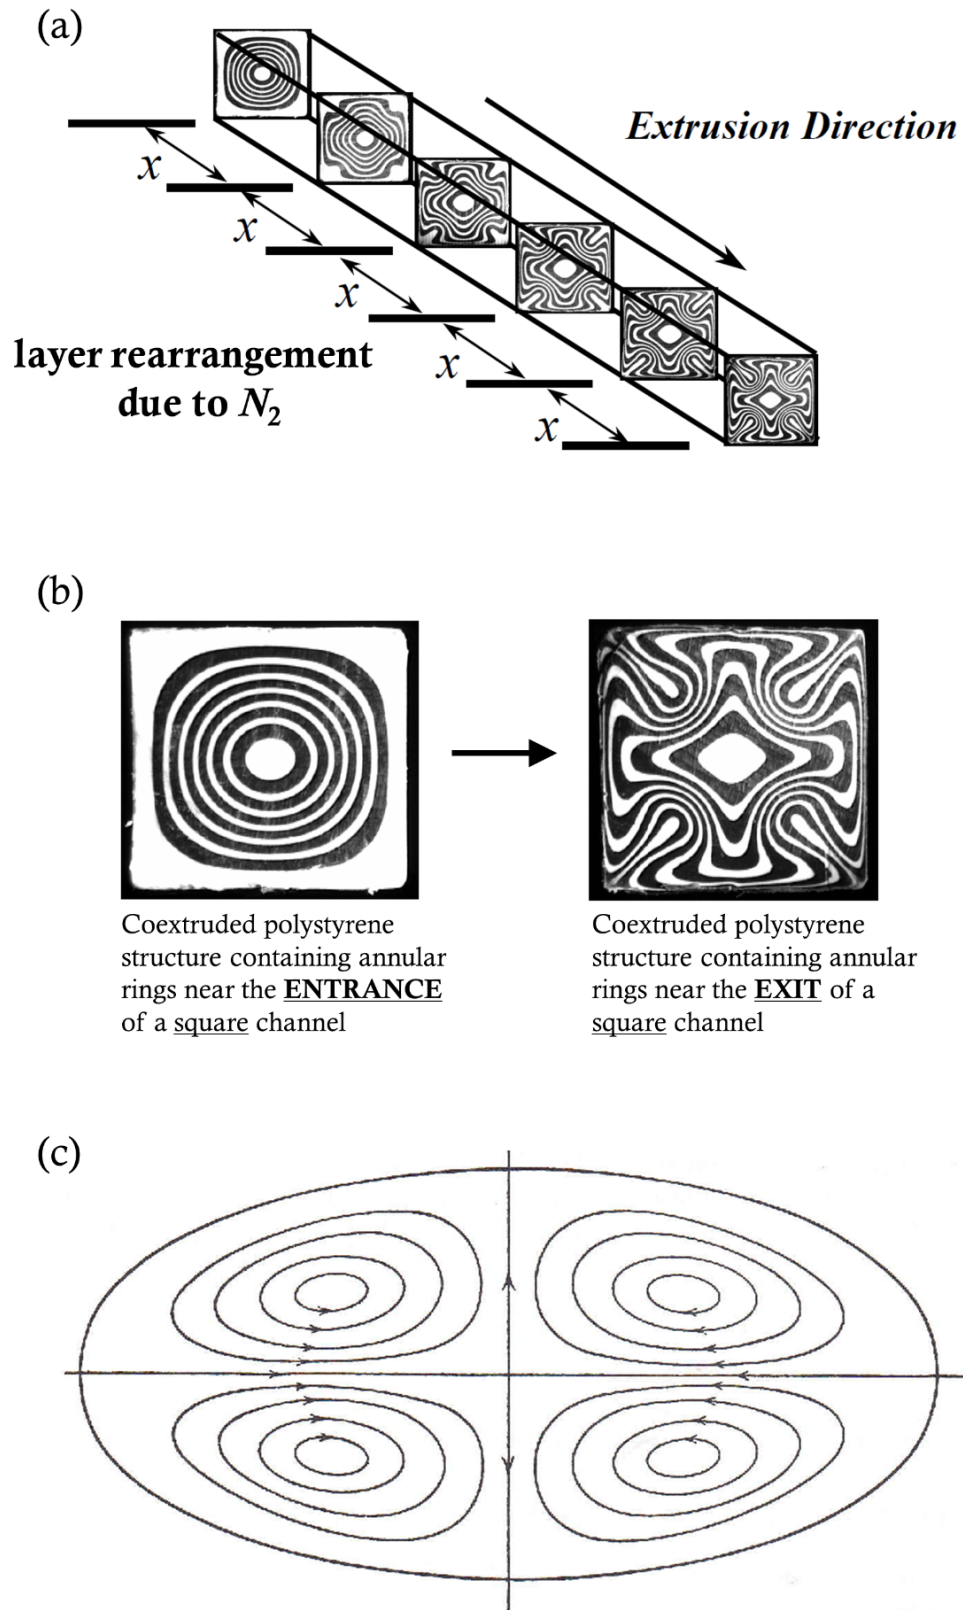 (a)
Extrusion Direction
x
x
x
x
x
layer rearrangement
due to N₂
(b)
Coextruded polystyrene
structure containing annular
rings near the ENTRANCE
of a square channel
Coextruded polystyrene
structure containing annular
rings near the EXIT of a
square channel
(c)